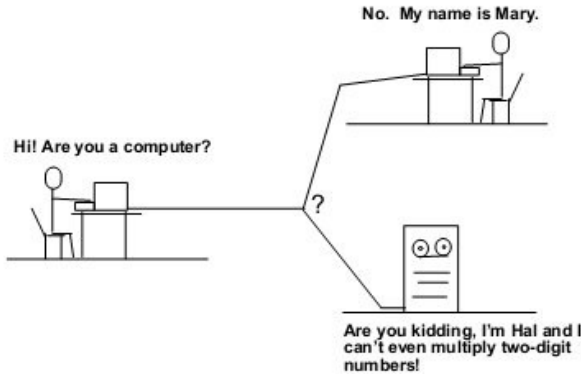 No. My name is Mary.
Hi! Are you a computer?
?
Are you kidding, I'm Hal and I
can't even multiply two-digit
numbers!